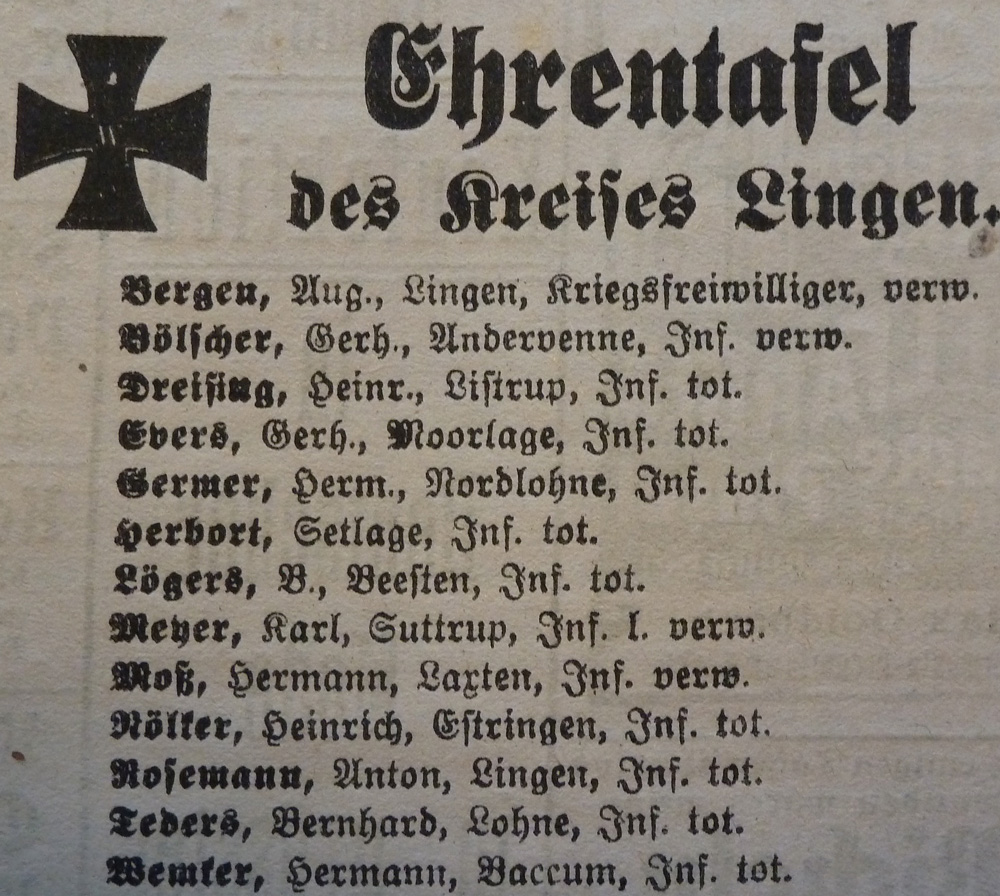 Ehrentafel
des Kreises Lingen.
Bergen, Aug., Lingen, Kriegsfreiwilliger, verw.
Bölscher, Gerh., Andervenne, Inf. verw.
Dreising, Heinr., Listrup, Inf. tot.
Evers, Gerh., Moorlage, Inf. tot.
Germer, Herm., Nordlohne, Inf. tot.
Herbort, Setlage, Inf. tot.
Lögers, B., Beesten, Inf. tot.
Meyer, Karl, Suttrup, Inf. l. verw.
Moß, Hermann, Laxten, Inf. verw.
Nölker, Heinrich, Estringen, Inf. tot.
Rosemann, Anton, Lingen, Inf. tot.
Teders, Bernhard, Lohne, Inf. tot.
Wemker, Hermann, Baccum, Inf. tot.